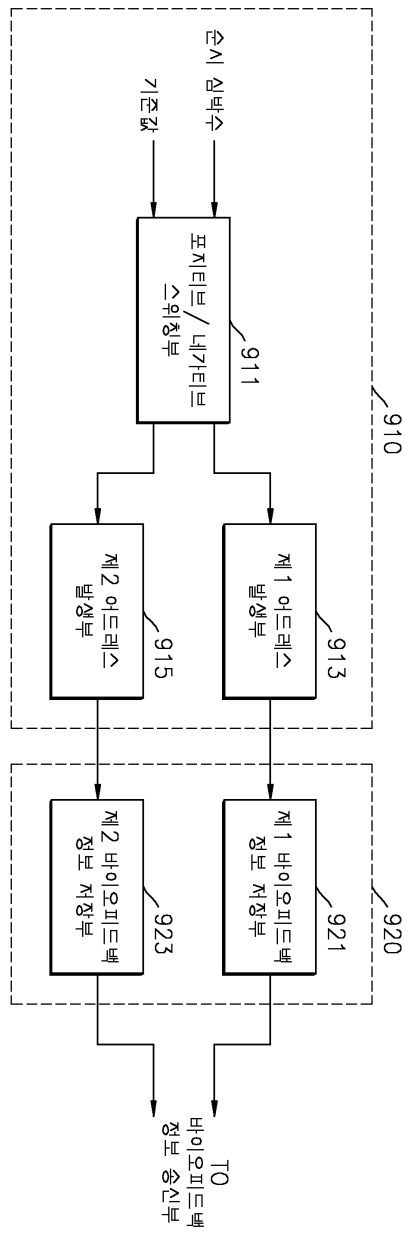 910
920
순시 심박수
기준값
포지티브 / 네가티브
스위칭부
911
제1 어드레스
발생부
913
제2 어드레스
발생부
915
제1 바이오피드백
정보 저장부
921
제2 바이오피드백
정보 저장부
923
TO
바이오피드백
정보 송신부